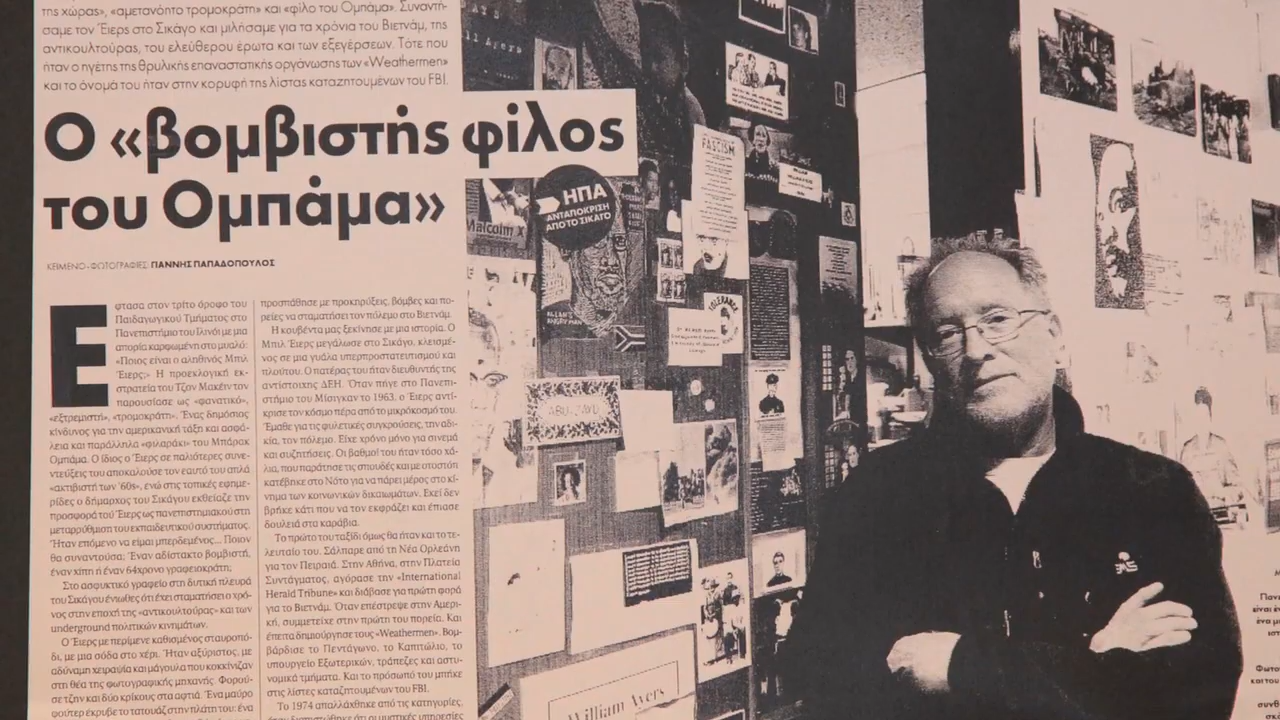 της χώρας», «αμετανόητο τρομοκράτη» και «φίλο του Ομπάμα». Συναντή-
σαμε τον Έιερς στο Σικάγο και μιλήσαμε για τα χρόνια του Βιετνάμ, της
αντικουλτούρας, του ελεύθερου έρωτα και των εξεγέρσεων. Τότε που
ήταν ο ηγέτης της θρυλικής επαναστατικής οργάνωσης των «Weathermen»
και το όνομά του ήταν στην κορυφή της λίστας καταζητουμένων του FBI.
Ο «βομβιστής φίλος
του Ομπάμα»
ΚΕΙΜΕΝΟ - ΦΩΤΟΓΡΑΦΙΕΣ: ΓΙΑΝΝΗΣ ΠΑΠΑΔΟΠΟΥΛΟΣ
Εφτασα στον τρίτο όροφο του
Παιδαγωγικού Τμήματος στο
Πανεπιστήμιο του Ιλινόι με μια
απορία καρφωμένη στο μυαλό:
«Ποιος είναι ο αληθινός Μπιλ
Έιερς;» Η προεκλογική εκ-
στρατεία του Τζον Μακέιν τον
παρουσίασε ως «φανατικό»,
«εξτρεμιστή», «τρομοκράτη». Ένας δημόσιος
κίνδυνος για την αμερικανική τάξη και ασφά-
λεια και παράλληλα «φιλαράκι» του Μπάρακ
Ομπάμα. Ο ίδιος ο Έιερς σε παλιότερες συνε-
ντεύξεις του αποκαλούσε τον εαυτό του απλά
«ακτιβιστή των '60s», ενώ στις τοπικές εφημε-
ρίδες ο δήμαρχος του Σικάγου εκθείαζε την
προσφορά του Έιερς ως πανεπιστημιακού στη
μεταρρύθμιση του εκπαιδευτικού συστήματος.
Ήταν επόμενο να είμαι μπερδεμένος... Ποιον
θα συναντούσα: Έναν αδίστακτο βομβιστή,
έναν χίπη ή έναν 64χρονο γραφειοκράτη;
Στο ασφυκτικό γραφείο στη δυτική πλευρά
του Σικάγου ένιωθες ότι έχει σταματήσει ο χρό-
νος στην εποχή της «αντικουλτούρας» και των
underground πολιτικών κινημάτων.
Ο Έιερς με περίμενε καθισμένος σταυροπό-
δι, με μια σόδα στο χέρι. Ήταν αξύριστος, με
αδύναμη χειραψία και μάγουλα που κοκκίνιζαν
στη θέα της φωτογραφικής μηχανής. Φορού-
σε τζιν και δύο κρίκους στα αφτιά. Ένα μαύρο
φούτερ έκρυβε το τατουάζ στην πλάτη του: ένα
προσπάθησε με προκηρύξεις, βόμβες και πο-
ρείες να σταματήσει τον πόλεμο στο Βιετνάμ.
Η κουβέντα μας ξεκίνησε με μια ιστορία. Ο
Μπιλ Έιερς μεγάλωσε στο Σικάγο, κλεισμέ-
νος σε μια γυάλα υπερπροστατευτισμού και
πλούτου. Ο πατέρας του ήταν διευθυντής της
αντίστοιχης ΔΕΗ. Όταν πήγε στο Πανεπι-
στήμιο του Μίσιγκαν το 1963, ο Έιερς αντί-
κρισε τον κόσμο πέρα από το μικρόκοσμό του.
Έμαθε για τις φυλετικές συγκρούσεις, την αδι-
κία, τον πόλεμο. Είχε χρόνο μόνο για σινεμά
και συζητήσεις. Οι βαθμοί του ήταν τόσο χά-
λια, που παράτησε τις σπουδές και με οτοστόπ
κατέβηκε στο Νότο για να πάρει μέρος στο κί-
νημα των κοινωνικών δικαιωμάτων. Εκεί δεν
βρήκε κάτι που να τον εκφράζει και έπιασε
δουλειά στα καράβια.
Το πρώτο του ταξίδι όμως θα ήταν και το τε-
λευταίο του. Σάλπαρε από τη Νέα Ορλεάνη
για τον Πειραιά. Στην Αθήνα, στην Πλατεία
Συντάγματος, αγόρασε την «International
Herald Tribune» και διάβασε για πρώτη φορά
για το Βιετνάμ. Όταν επέστρεψε στην Αμερι-
κή, συμμετείχε στην πρώτη του πορεία. Και
έπειτα δημιούργησε τους «Weathermen». Βομ-
βάρδισε το Πεντάγωνο, το Καπιτώλιο, το
υπουργείο Εξωτερικών, τράπεζες και αστυ-
νομικά τμήματα. Και το πρόσωπό του μπήκε
στις λίστες καταζητουμένων του FBI.
Το 1974 απαλλάχθηκε από τις κατηγορίες,
ΗΠΑ
ΑΝΤΑΠΟΚΡΙΣΗ
ΑΠΟ ΤΟ ΣΙΚΑΓΟ
Malcolm X
FASCISM
TOLERANCE
William Ayers